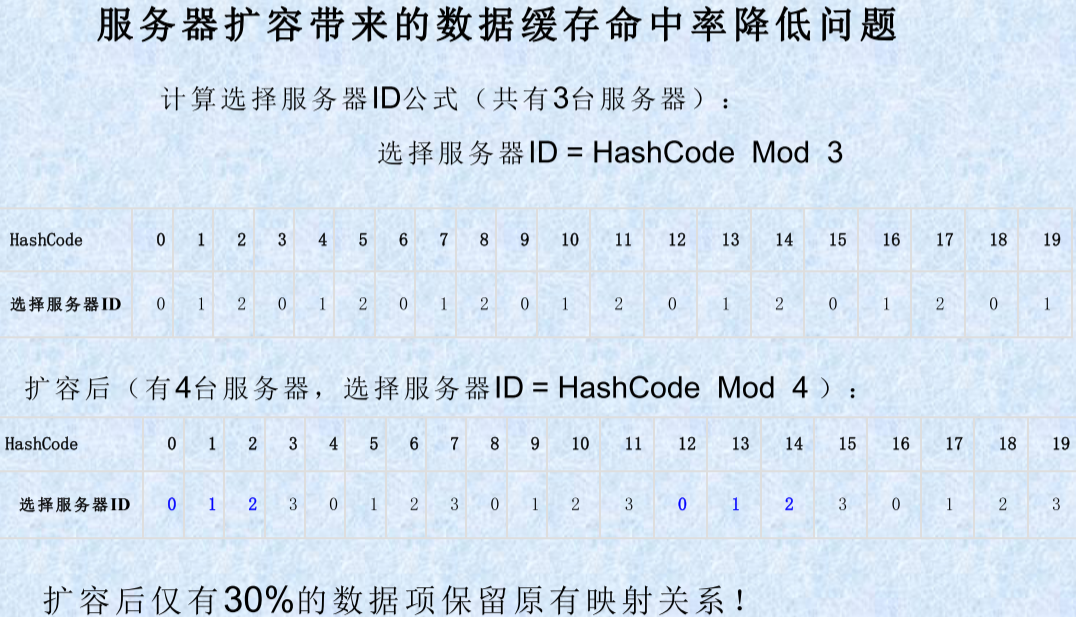 服务器扩容带来的数据缓存命中率降低问题
计算选择服务器ID公式（共有3台服务器）：
选择服务器ID = HashCode Mod 3
HashCode 0 1 2 3 4 5 6 7 8 9 10 11 12 13 14 15 16 17 18 19
选择服务器ID 0 1 2 0 1 2 0 1 2 0 1 2 0 1 2 0 1 2 0 1
扩容后（有4台服务器，选择服务器ID = HashCode Mod 4 ）：
HashCode 0 1 2 3 4 5 6 7 8 9 10 11 12 13 14 15 16 17 18 19
选择服务器ID 0 1 2 3 0 1 2 3 0 1 2 3 0 1 2 3 0 1 2 3
扩容后仅有30%的数据项保留原有映射关系！